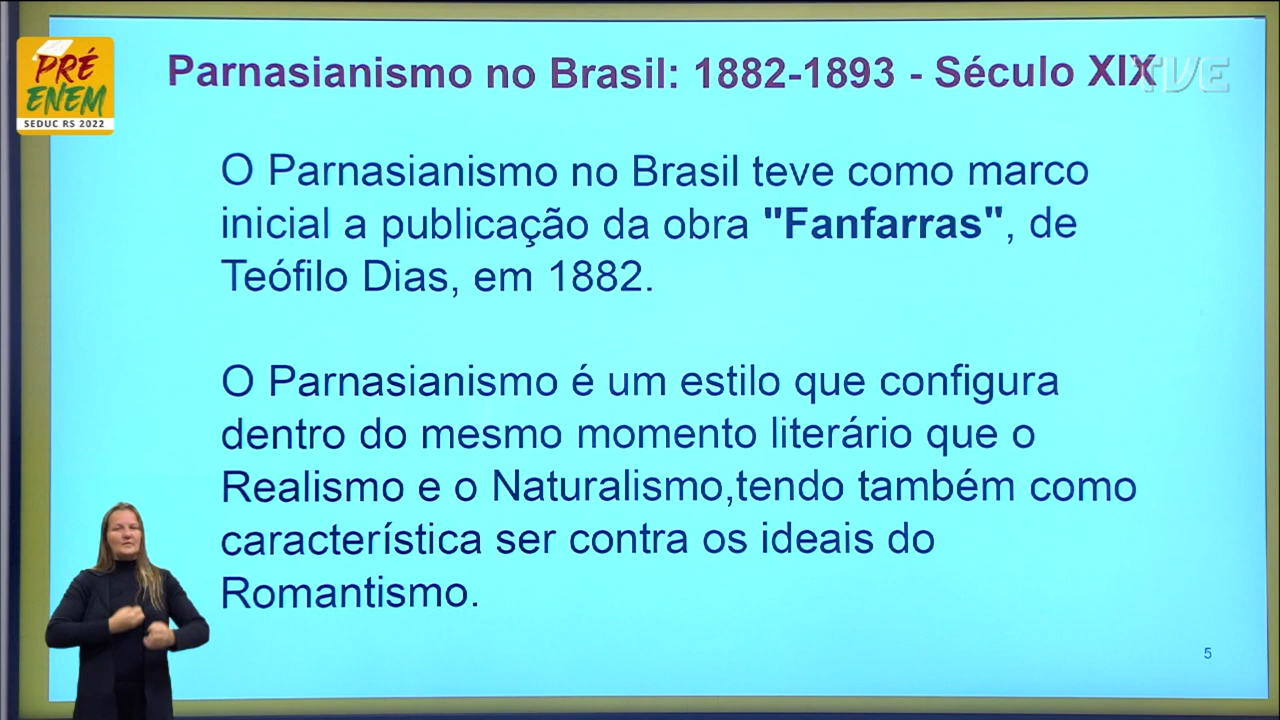 PRÉ
ENEM
SEDUC RS 2022
Parnasianismo no Brasil: 1882-1893 - Século XIX
TVE
O Parnasianismo no Brasil teve como marco
inicial a publicação da obra "Fanfarras", de
Teófilo Dias, em 1882.
O Parnasianismo é um estilo que configura
dentro do mesmo momento literário que o
Realismo e o Naturalismo,tendo também como
característica ser contra os ideais do
Romantismo.
5